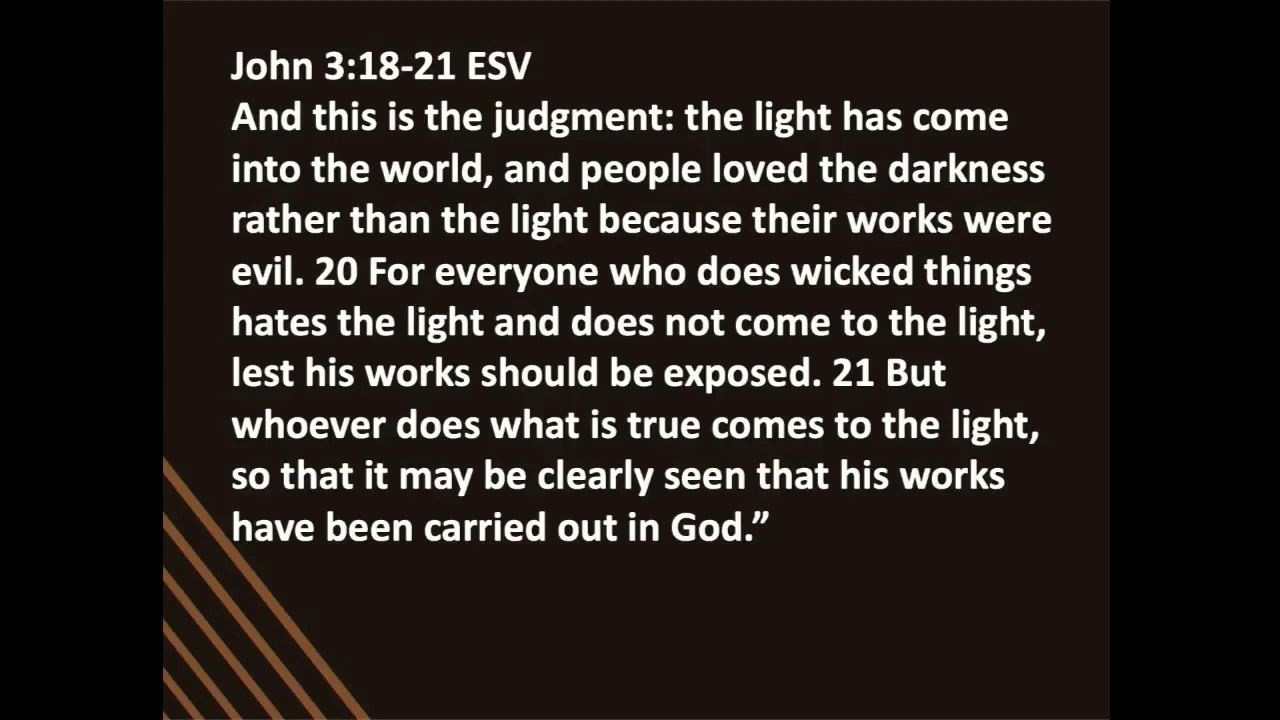 John 3:18-21 ESV
And this is the judgment: the light has come
into the world, and people loved the darkness
rather than the light because their works were
evil. 20 For everyone who does wicked things
hates the light and does not come to the light,
lest his works should be exposed. 21 But
whoever does what is true comes to the light,
so that it may be clearly seen that his works
have been carried out in God.”